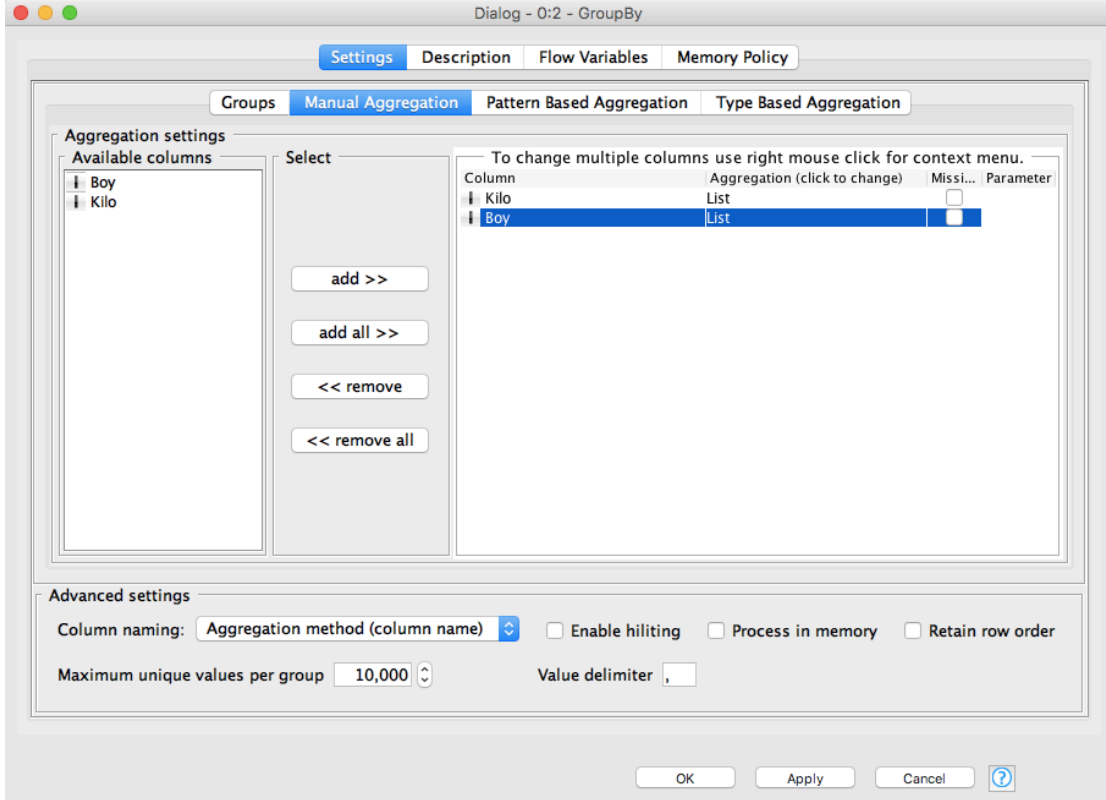 Dialog - 0:2 - GroupBy
Settings Description Flow Variables Memory Policy
Groups Manual Aggregation Pattern Based Aggregation Type Based Aggregation
Aggregation settings
Available columns
Boy
Kilo
Select
add >>
add all >>
<< remove
<< remove all
To change multiple columns use right mouse click for context menu.
Column Aggregation (click to change) Missi... Parameter
Kilo List
Boy List
Advanced settings
Column naming: Aggregation method (column name) Enable hiliting Process in memory Retain row order
Maximum unique values per group 10,000 Value delimiter ,
OK Apply Cancel ?